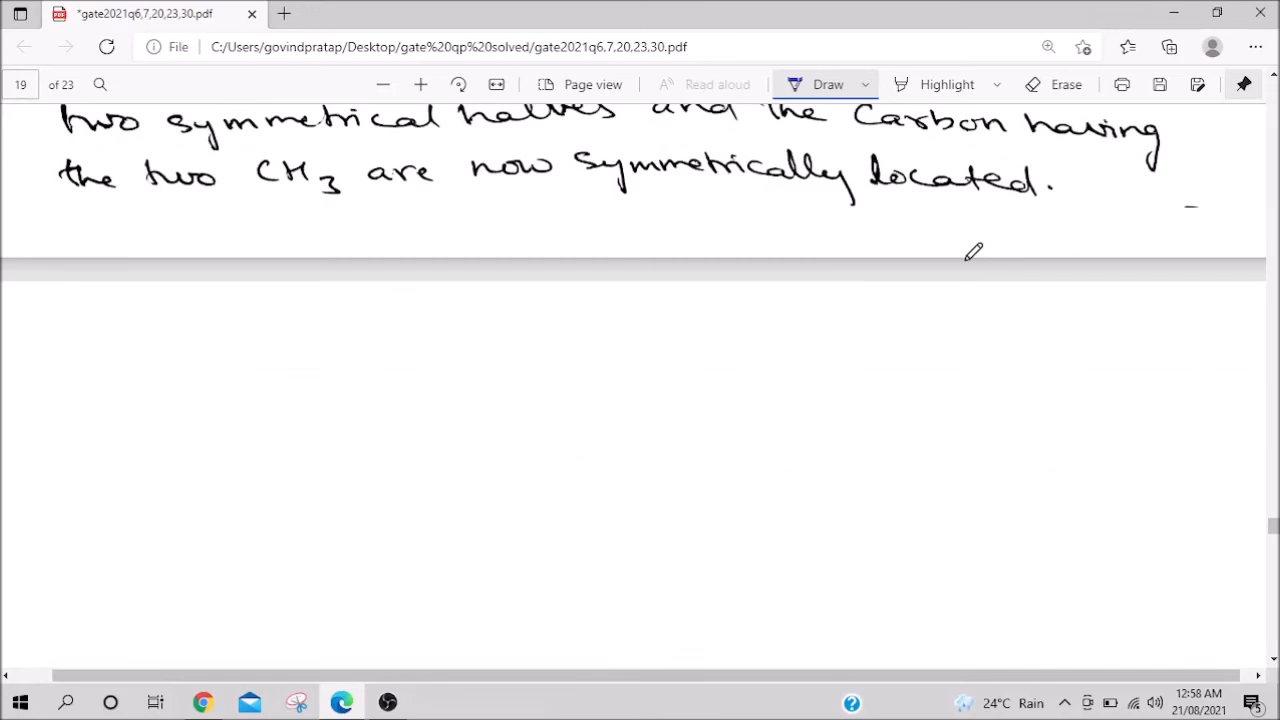 *gate2021q6,7,20,23,30.pdf
File C:/Users/govindpratap/Desktop/gate%20qp%20solved/gate2021q6,7,20,23,30.pdf
19 of 23 Page view Read aloud Draw Highlight Erase
two symmetrical halves and the Carbon having
the two CH3 are now symmetrically located.
24°C Rain 12:58 AM
21/08/2021 5